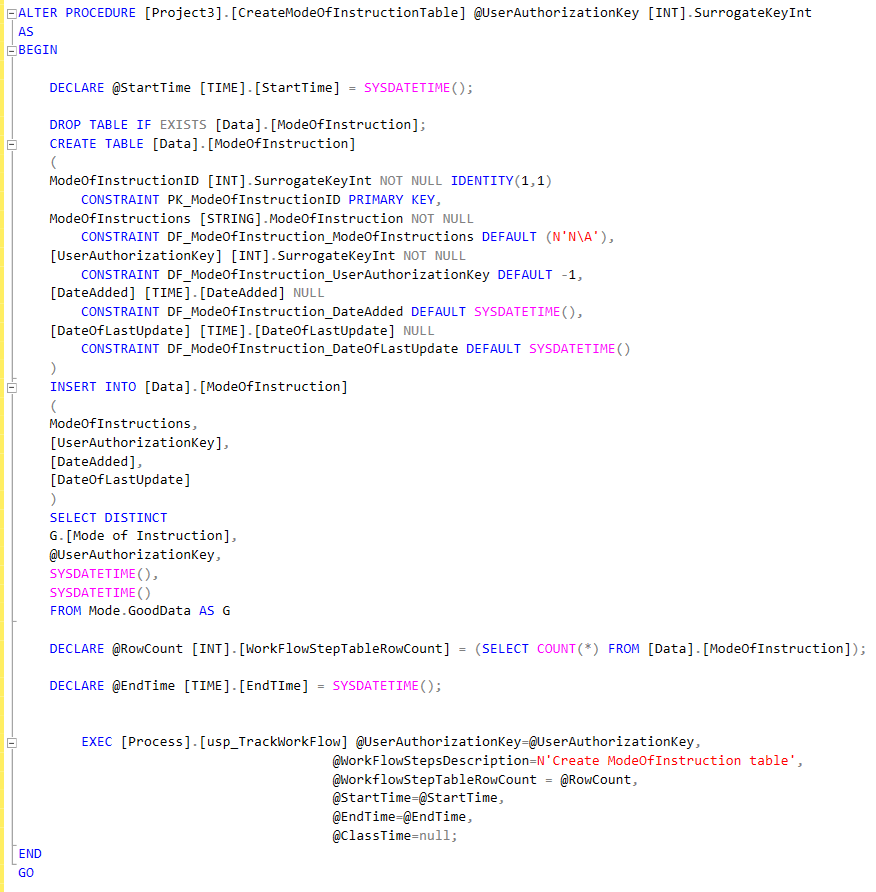 ALTER PROCEDURE [Project3].[CreateModeOfInstructionTable] @UserAuthorizationKey [INT].SurrogateKeyInt
AS
BEGIN
DECLARE @StartTime [TIME].[StartTime] = SYSDATETIME();
DROP TABLE IF EXISTS [Data].[ModeOfInstruction];
CREATE TABLE [Data].[ModeOfInstruction]
(
ModeOfInstructionID [INT].SurrogateKeyInt NOT NULL IDENTITY(1,1)
CONSTRAINT PK_ModeOfInstructionID PRIMARY KEY,
ModeOfInstructions [STRING].ModeOfInstruction NOT NULL
CONSTRAINT DF_ModeOfInstruction_ModeOfInstructions DEFAULT (N'N\A'),
[UserAuthorizationKey] [INT].SurrogateKeyInt NOT NULL
CONSTRAINT DF_ModeOfInstruction_UserAuthorizationKey DEFAULT -1,
[DateAdded] [TIME].[DateAdded] NULL
CONSTRAINT DF_ModeOfInstruction_DateAdded DEFAULT SYSDATETIME(),
[DateOfLastUpdate] [TIME].[DateOfLastUpdate] NULL
CONSTRAINT DF_ModeOfInstruction_DateOfLastUpdate DEFAULT SYSDATETIME()
)
INSERT INTO [Data].[ModeOfInstruction]
(
ModeOfInstructions,
[UserAuthorizationKey],
[DateAdded],
[DateOfLastUpdate]
)
SELECT DISTINCT
G.[Mode of Instruction],
@UserAuthorizationKey,
SYSDATETIME(),
SYSDATETIME()
FROM Mode.GoodData AS G
DECLARE @RowCount [INT].[WorkFlowStepTableRowCount] = (SELECT COUNT(*) FROM [Data].[ModeOfInstruction]);
DECLARE @EndTime [TIME].[EndTIme] = SYSDATETIME();
EXEC [Process].[usp_TrackWorkFlow] @UserAuthorizationKey=@UserAuthorizationKey,
@WorkFlowStepsDescription=N'Create ModeOfInstruction table',
@WorkflowStepTableRowCount = @RowCount,
@StartTime=@StartTime,
@EndTime=@EndTime,
@ClassTime=null;
END
GO